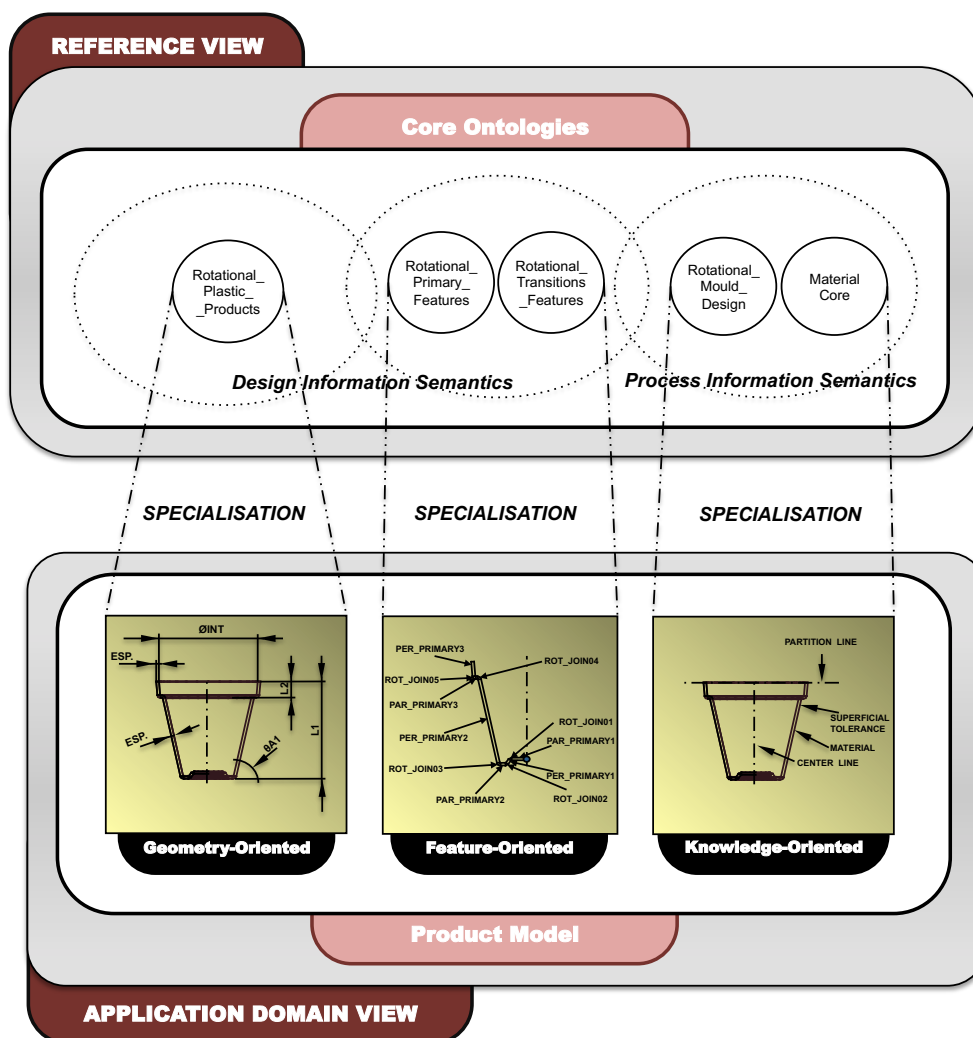 REFERENCE VIEW
Core Ontologies
Rotational_
Plastic_
_Products
Rotational_
Primary_
Features
Rotational_
Transitions
_Features
Rotational_
Mould_
Design
Material
Core
Design Information Semantics
Process Information Semantics
SPECIALISATION
SPECIALISATION
SPECIALISATION
ØINT
ESP.
L2
L1
ESP.
θA1
Geometry-Oriented
PER_PRIMARY3
ROT_JOIN04
ROT_JOIN05
PAR_PRIMARY3
ROT_JOIN01
PER_PRIMARY2
PAR_PRIMARY1
ROT_JOIN03
PER_PRIMARY1
PAR_PRIMARY2
ROT_JOIN02
Feature-Oriented
PARTITION LINE
SUPERFICIAL
TOLERANCE
MATERIAL
CENTER LINE
Knowledge-Oriented
Product Model
APPLICATION DOMAIN VIEW